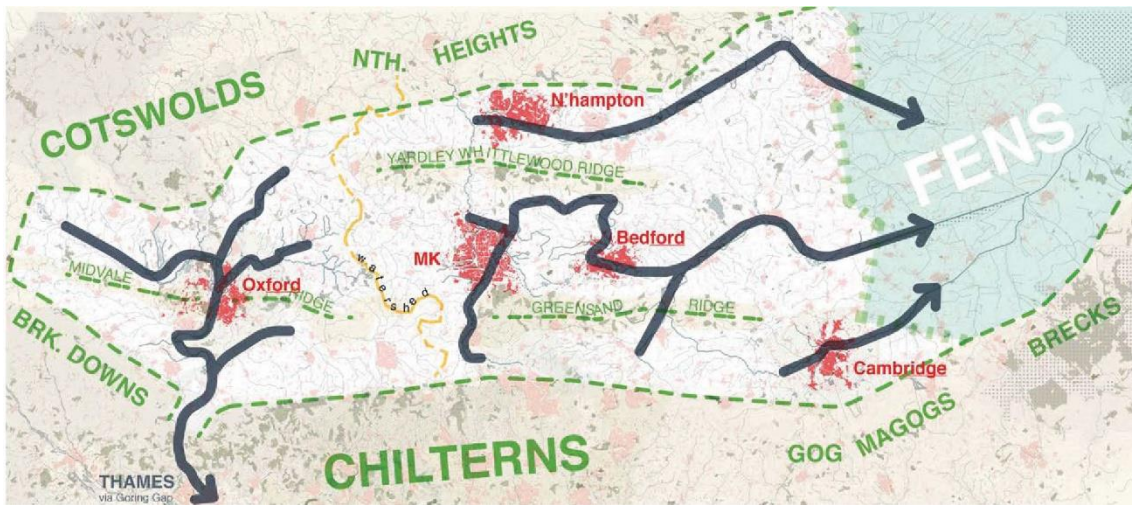 NTH. HEIGHTS
COTSWOLDS
N'hampton
FENS
YARDLEY WHITTLEWOOD RIDGE
Bedford
MK
watershed
MIDVALE RIDGE
Oxford
GREENSAND RIDGE
BRK. DOWNS
BRECKS
Cambridge
GOG MAGOGS
CHILTERNS
THAMES
via Goring Gap